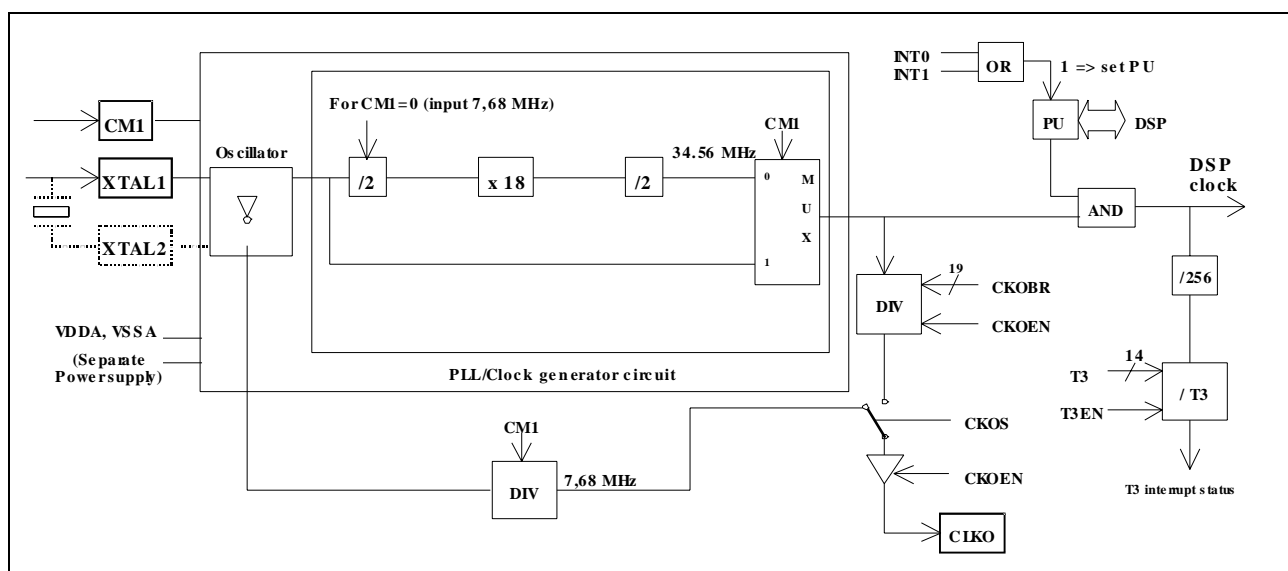 INT0
INT1
OR
1 => set PU
For CM1=0 (input 7,68 MHz)
CM1
PU
DSP
CM1
Oscillator
34.56 MHz
DSP
clock
XTAL1
/2
x 18
/2
0
M
U
X
AND
XTAL2
1
/256
19
CKOBR
DIV
CKOEN
VDDA, VSSA
(Separate
Power supply)
PLL/Clock generator circuit
14
T3
/ T3
T3EN
CM1
CKOS
DIV
7,68 MHz
CKOEN
T3 interrupt status
CLKO